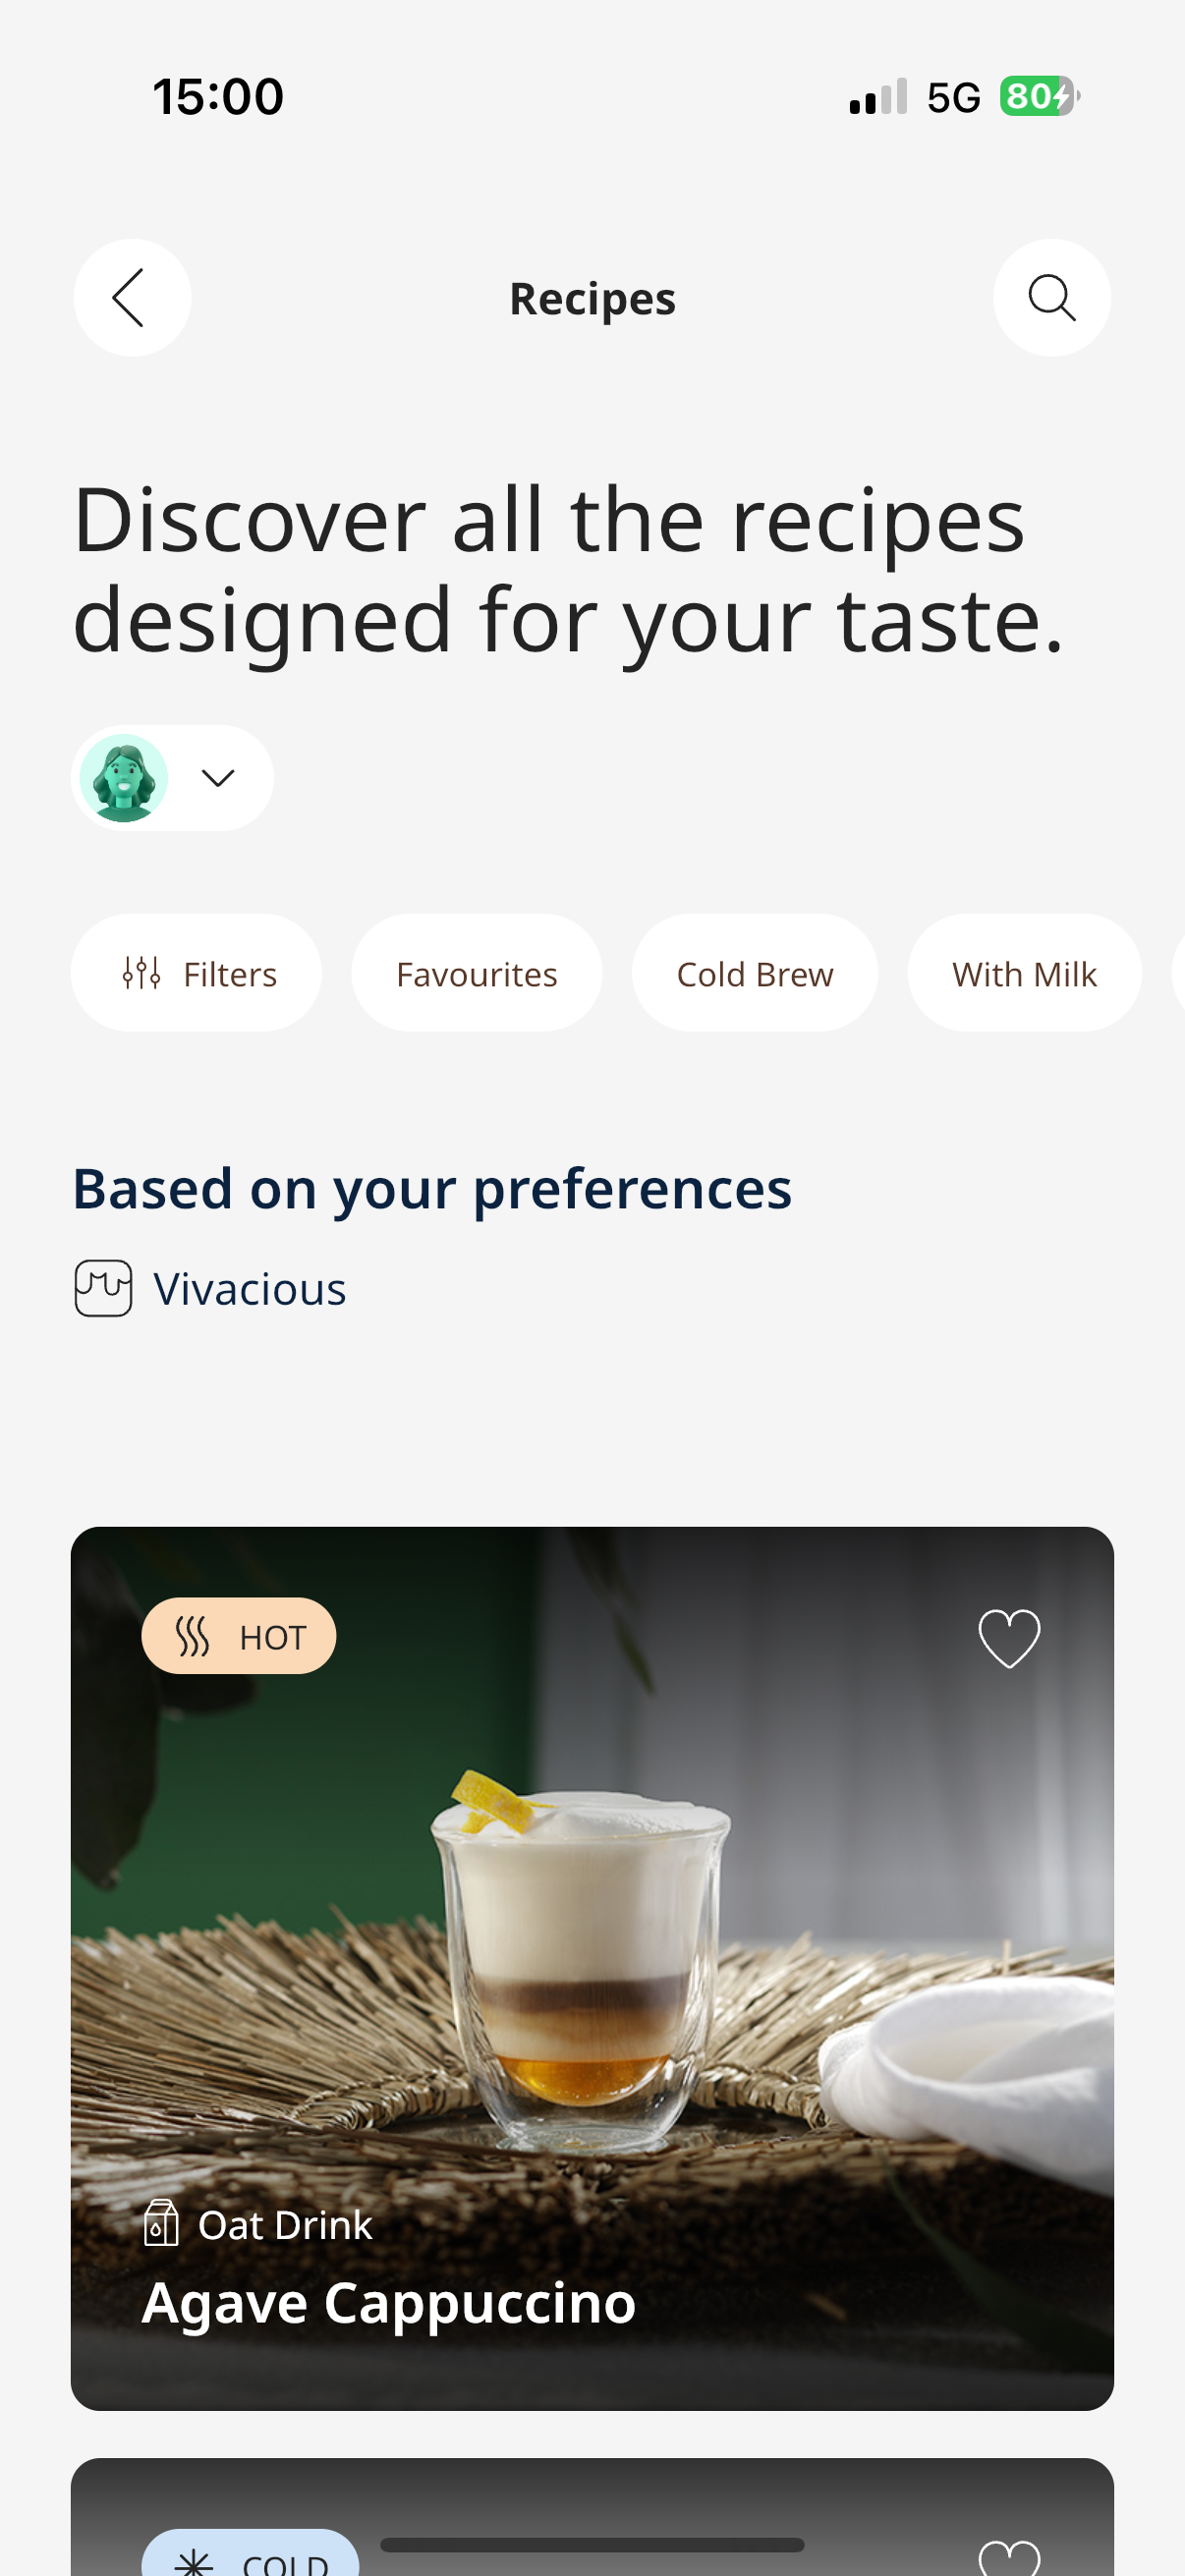 15:00 5G 80
Recipes
Discover all the recipes
designed for your taste.
Filters Favourites Cold Brew With Milk
Based on your preferences
Vivacious
HOT
Oat Drink
Agave Cappuccino
COLD